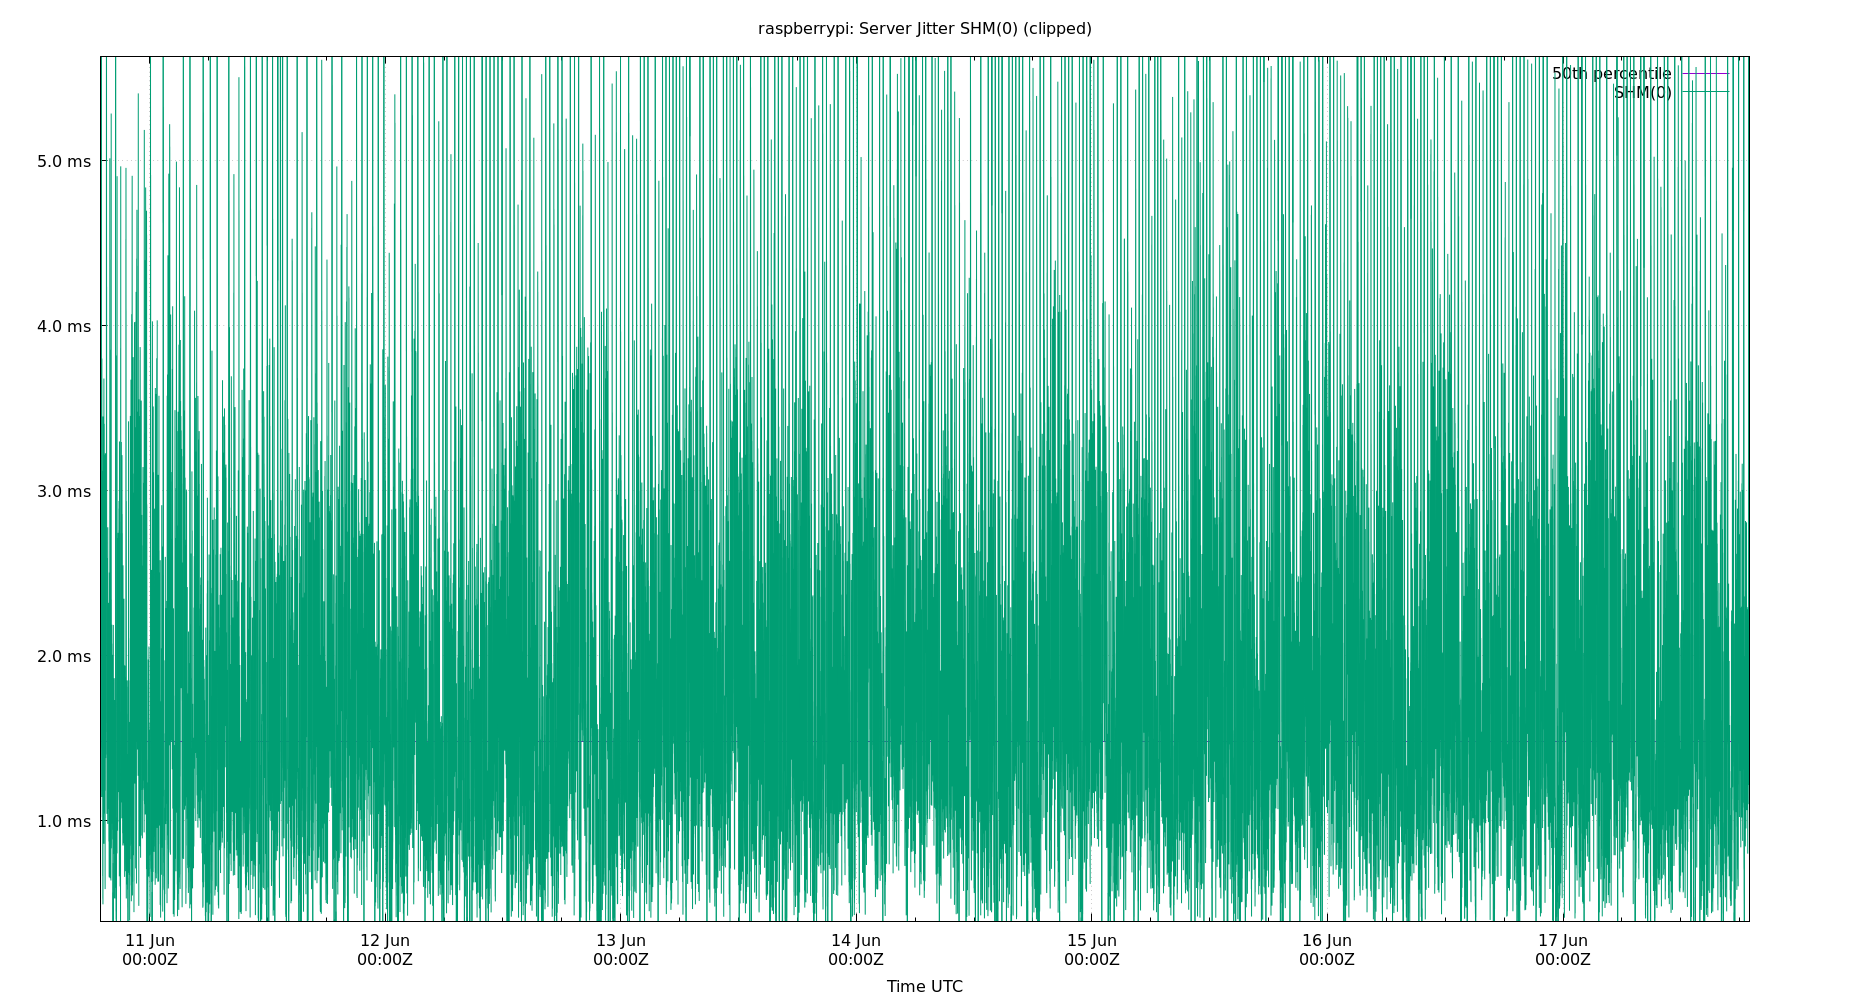 raspberrypi: Server Jitter SHM(0) (clipped)
50th percentile
SHM(0)
5.0 ms
4.0 ms
3.0 ms
2.0 ms
1.0 ms
11 Jun 12 Jun 13 Jun 14 Jun 15 Jun 16 Jun 17 Jun
00:00Z 00:00Z 00:00Z 00:00Z 00:00Z 00:00Z 00:00Z
Time UTC